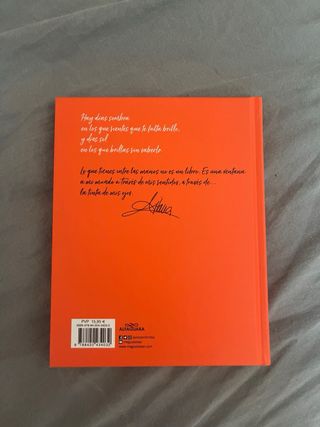 Hay días sombra
en los que sientes que te falta brillo,
y días sol
en los que brillas sin saberlo.
Lo que tienes entre las manos no es un libro. Es una ventana
a mi mundo a través de mis sentidos, a través de...
la tinta de mis ojos.
PVP 15,95 €
ALFAGUARA